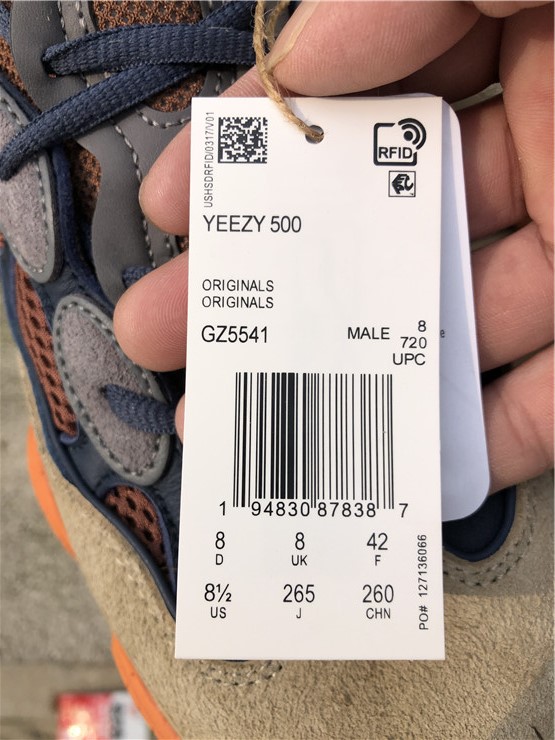 USHSDRFID/0317/V01
RFID
YEEZY 500
ORIGINALS
ORIGINALS
GZ5541
MALE 8
720
UPC
e
1 94830 87838 7
8 8 42
D UK F
8½ 265 260
US J CHN
PO# 127136066